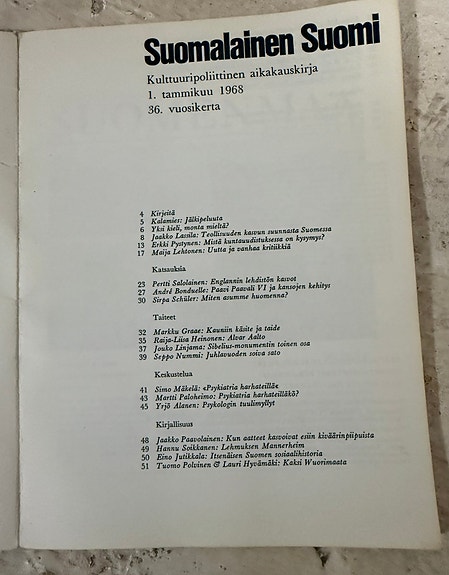 Suomalainen Suomi
Kulttuuripoliittinen aikakauskirja
1. tammikuu 1968
36. vuosikerta
4 Kirjeitä
5 Kalamies: Jälkipeluuta
6 Yksi kieli, monta mieltä?
8 Jaakko Lassila: Teollisuuden kasvun suunnasta Suomessa
13 Erkki Pystynen: Mistä kuntauudistuksessa on kysymys?
17 Maija Lehtonen: Uutta ja vanhaa kritiikkiä
Katsauksia
23 Pertti Salolainen: Englannin lehdistön kasvot
27 André Bonduelle: Paavi Paavali VI ja kansojen kehitys
30 Sirpa Schüler: Miten asumme huomenna?
Taiteet
32 Markku Graae: Kauniin käsite ja taide
35 Raija-Liisa Heinonen: Alvar Aalto
37 Jouko Linjama: Sibelius-monumentin toinen osa
39 Seppo Nummi: Juhlavuoden soiva sato
Keskustelua
41 Simo Mäkelä: «Psykiatria harhateillä»
43 Martti Paloheimo: Psykiatria harhateilläkö?
45 Yrjö Alanen: Psykologin tuulimyllyt
Kirjallisuus
48 Jaakko Paavolainen: Kun aatteet kasvoivat esiin kiväärinpiipuista
49 Hannu Soikkanen: Lehmuksen Mannerheim
50 Eino Jutikkala: Itsenäisen Suomen sosiaalihistoria
51 Tuomo Polvinen & Lauri Hyvämäki: Kaksi Wuorimaata